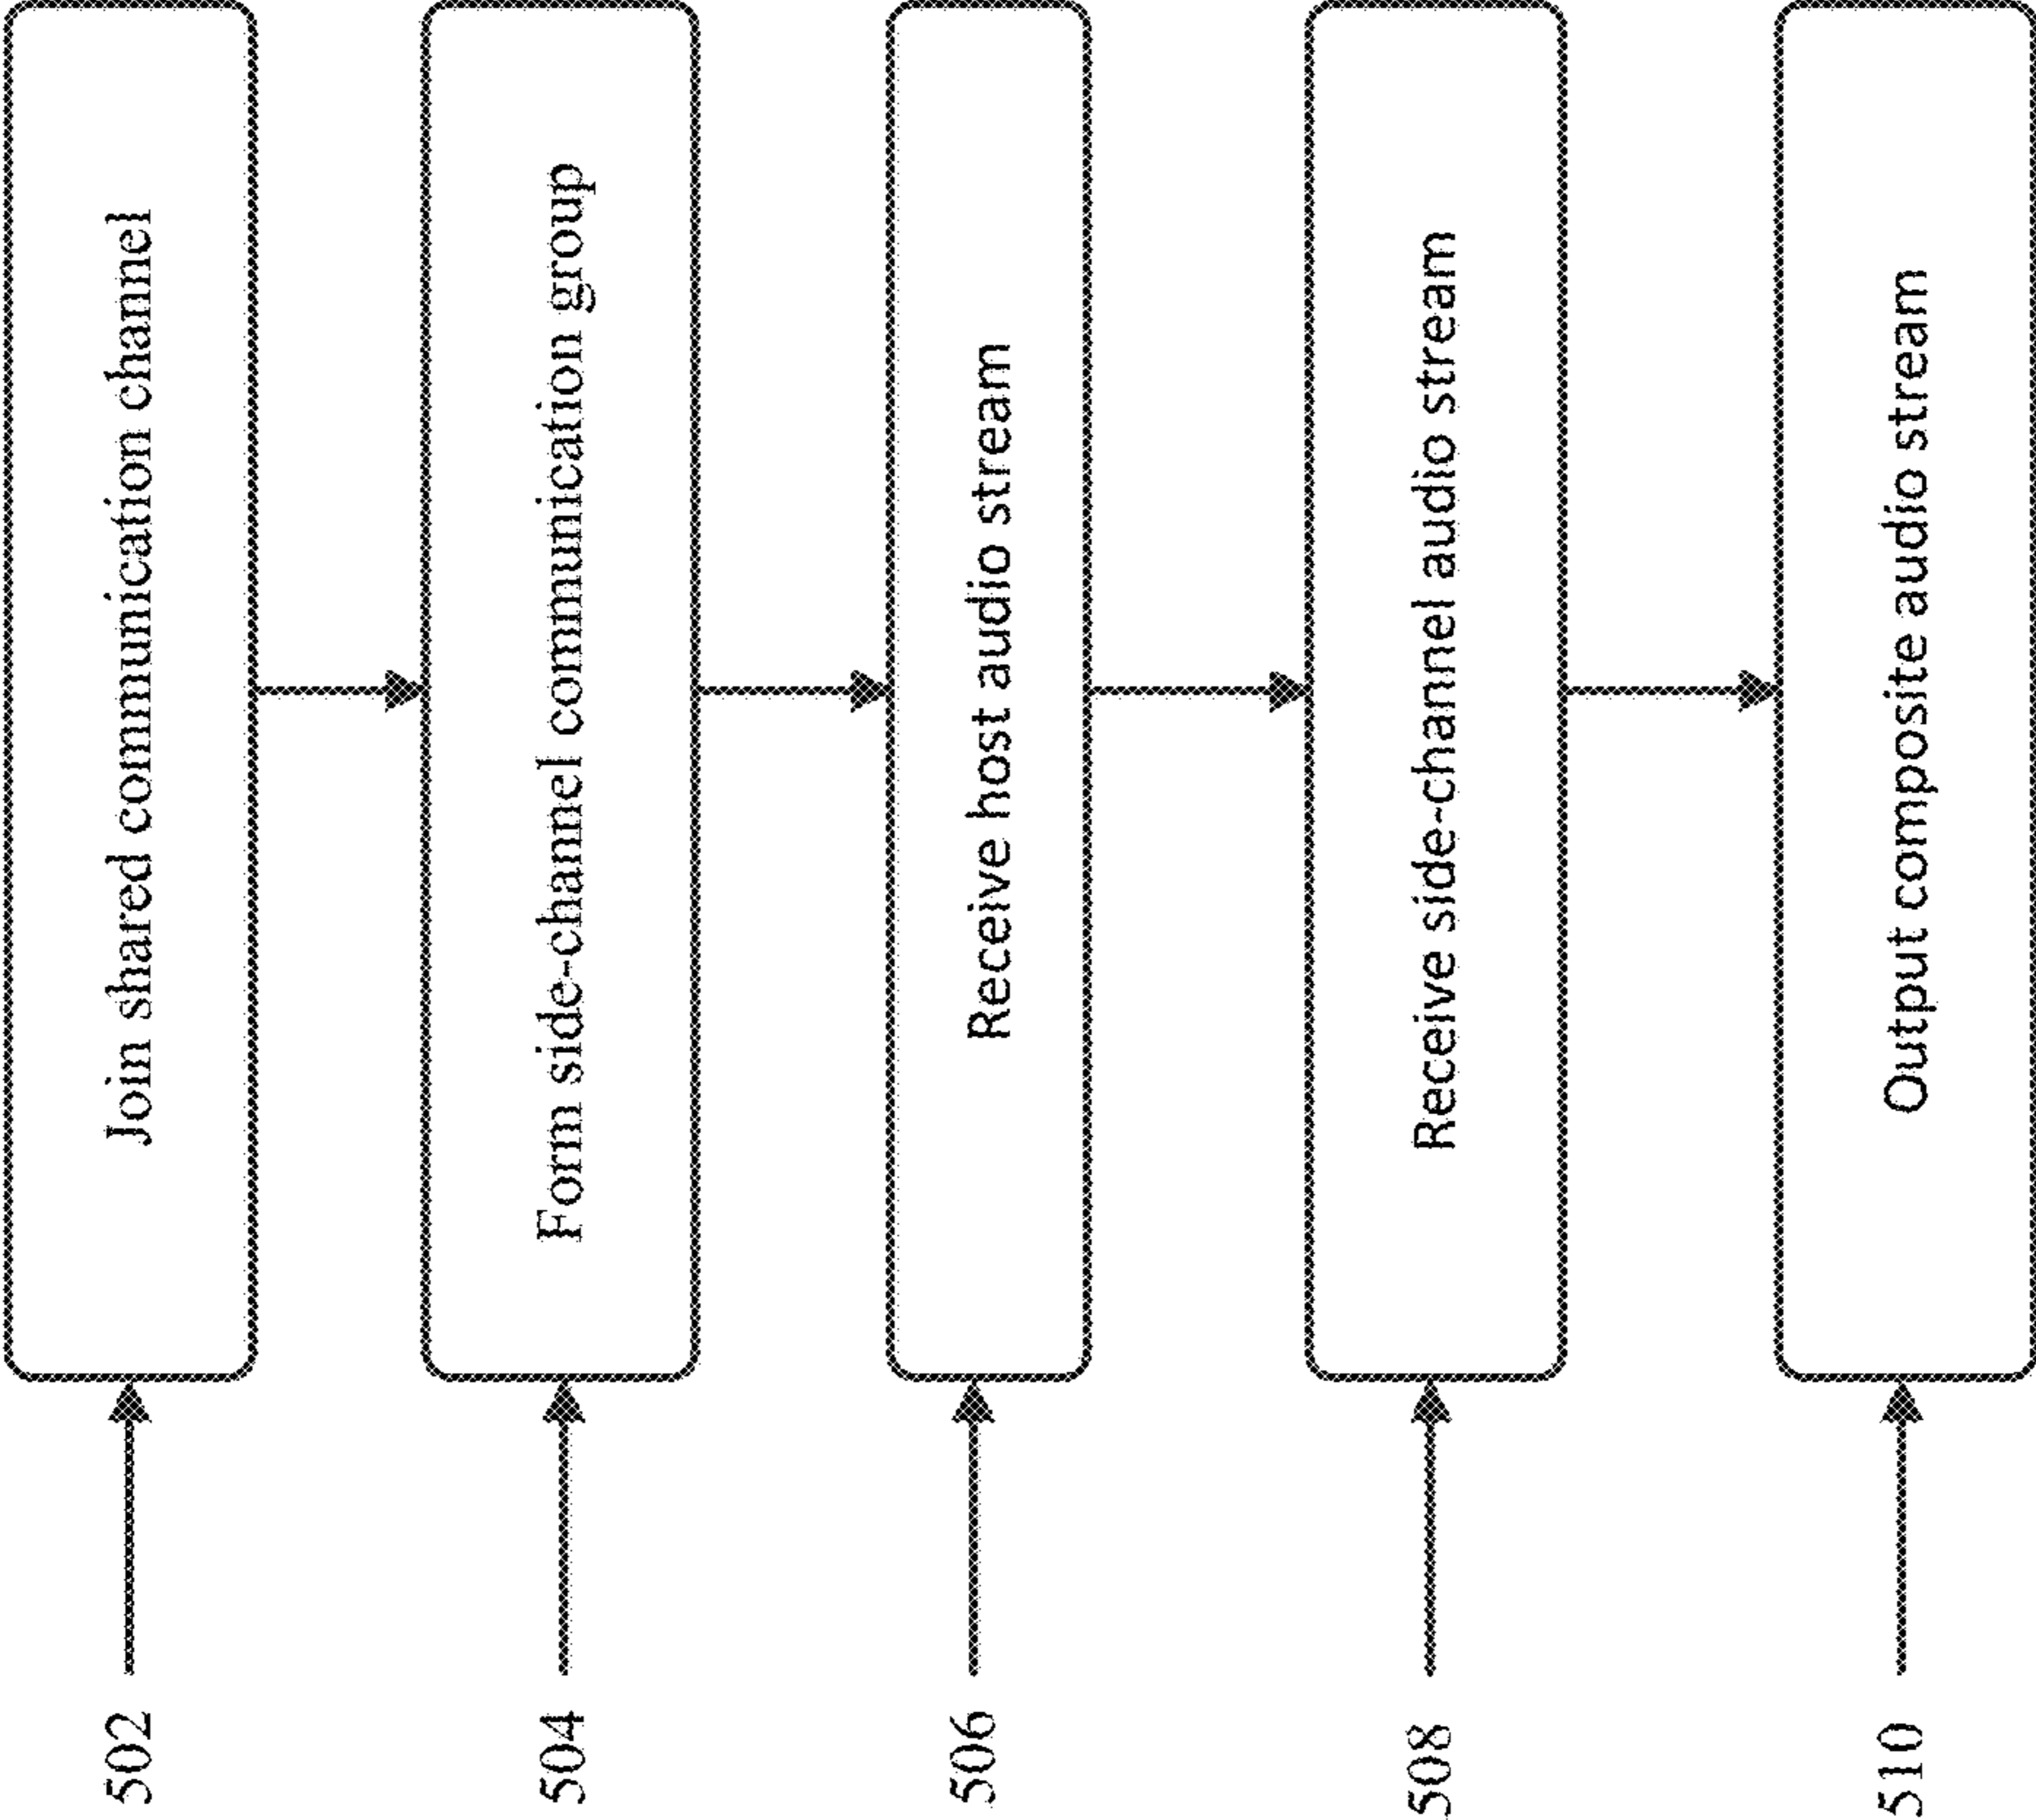 502
Join shared communication channel
504
Form side-channel communication group
506
Receive host audio stream
508
Receive side-channel audio stream
510
Output composite audio stream